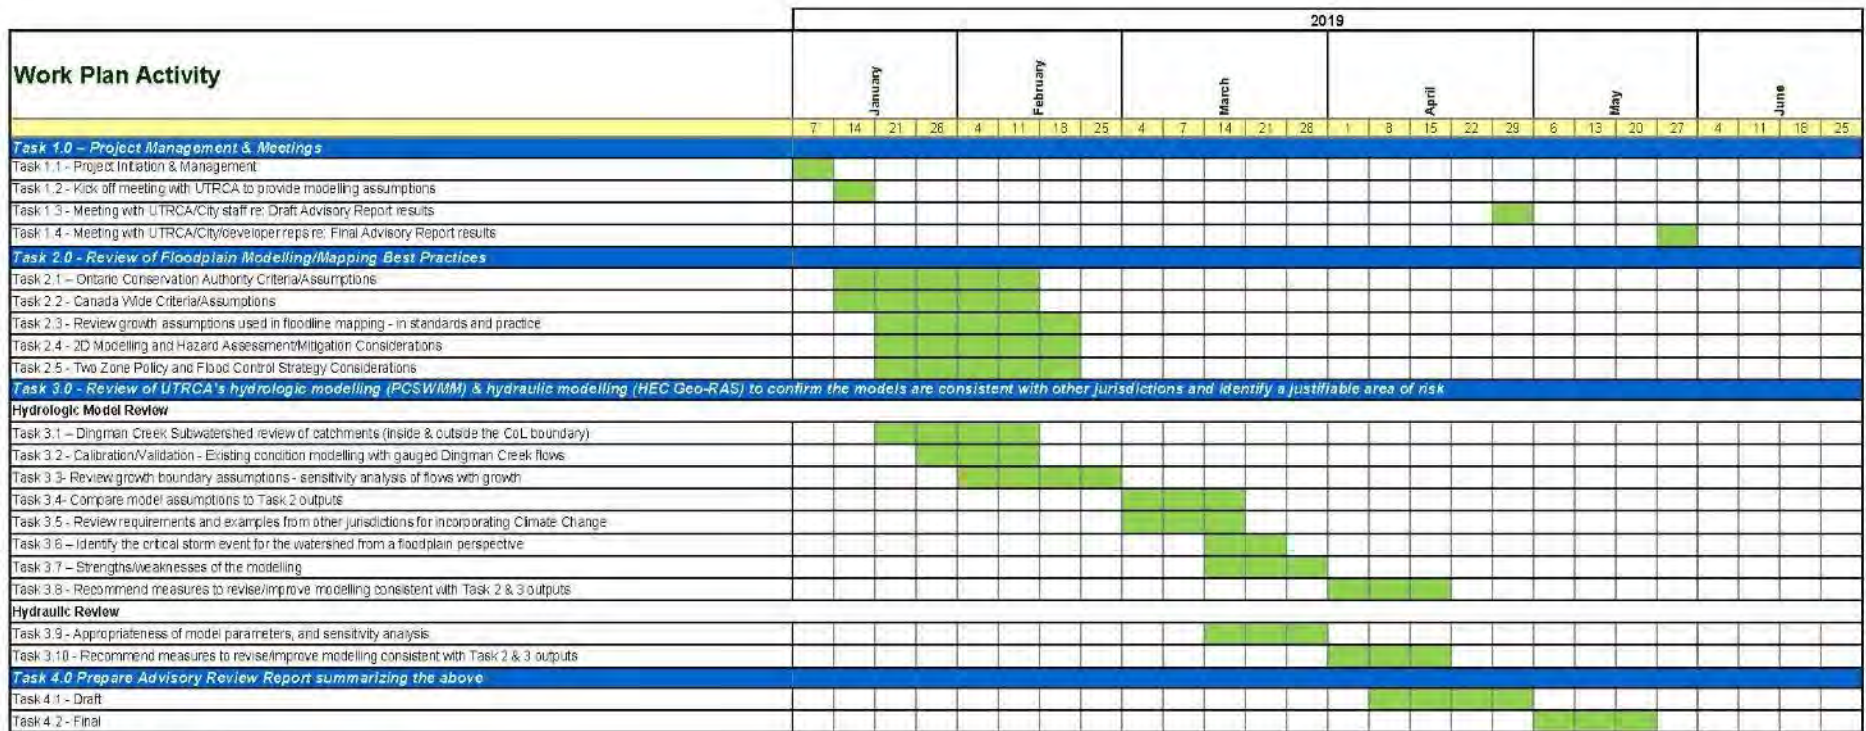 2019
Work Plan Activity
January February March April May June
7 14 21 28 4 11 18 25 4 7 14 21 28 1 8 15 22 29 6 13 20 27 4 11 18 25
Task 1.0 – Project Management & Meetings
Task 1.1 - Project Initiation & Management
Task 1.2 - Kick off meeting with UTRCA to provide modelling assumptions
Task 1.3 - Meeting with UTRCA/City staff re: Draft Advisory Report results
Task 1.4 - Meeting with UTRCA/City/developer reps re: Final Advisory Report results
Task 2.0 - Review of Floodplain Modelling/Mapping Best Practices
Task 2.1 – Ontario Conservation Authority Criteria/Assumptions
Task 2.2 - Canada Wide Criteria/Assumptions
Task 2.3 - Review growth assumptions used in floodline mapping - in standards and practice
Task 2.4 - 2D Modelling and Hazard Assessment/Mitigation Considerations
Task 2.5 - Two Zone Policy and Flood Control Strategy Considerations
Task 3.0 - Review of UTRCA's hydrologic modelling (PCSWMM) & hydraulic modelling (HEC Geo-RAS) to confirm the models are consistent with other jurisdictions and identify a justifiable area of risk
Hydrologic Model Review
Task 3.1 – Dingman Creek Subwatershed review of catchments (inside & outside the CoL boundary)
Task 3.2 - Calibration/Validation - Existing condition modelling with gauged Dingman Creek flows
Task 3.3- Review growth boundary assumptions - sensitivity analysis of flows with growth
Task 3.4- Compare model assumptions to Task 2 outputs
Task 3.5 - Review requirements and examples from other jurisdictions for incorporating Climate Change
Task 3.6 – Identify the critical storm event for the watershed from a floodplain perspective
Task 3.7 – Strengths/weaknesses of the modelling
Task 3.8 - Recommend measures to revise/improve modelling consistent with Task 2 & 3 outputs
Hydraulic Review
Task 3.9 - Appropriateness of model parameters, and sensitivity analysis
Task 3.10 - Recommend measures to revise/improve modelling consistent with Task 2 & 3 outputs
Task 4.0 Prepare Advisory Review Report summarizing the above
Task 4.1 - Draft
Task 4.2 - Final